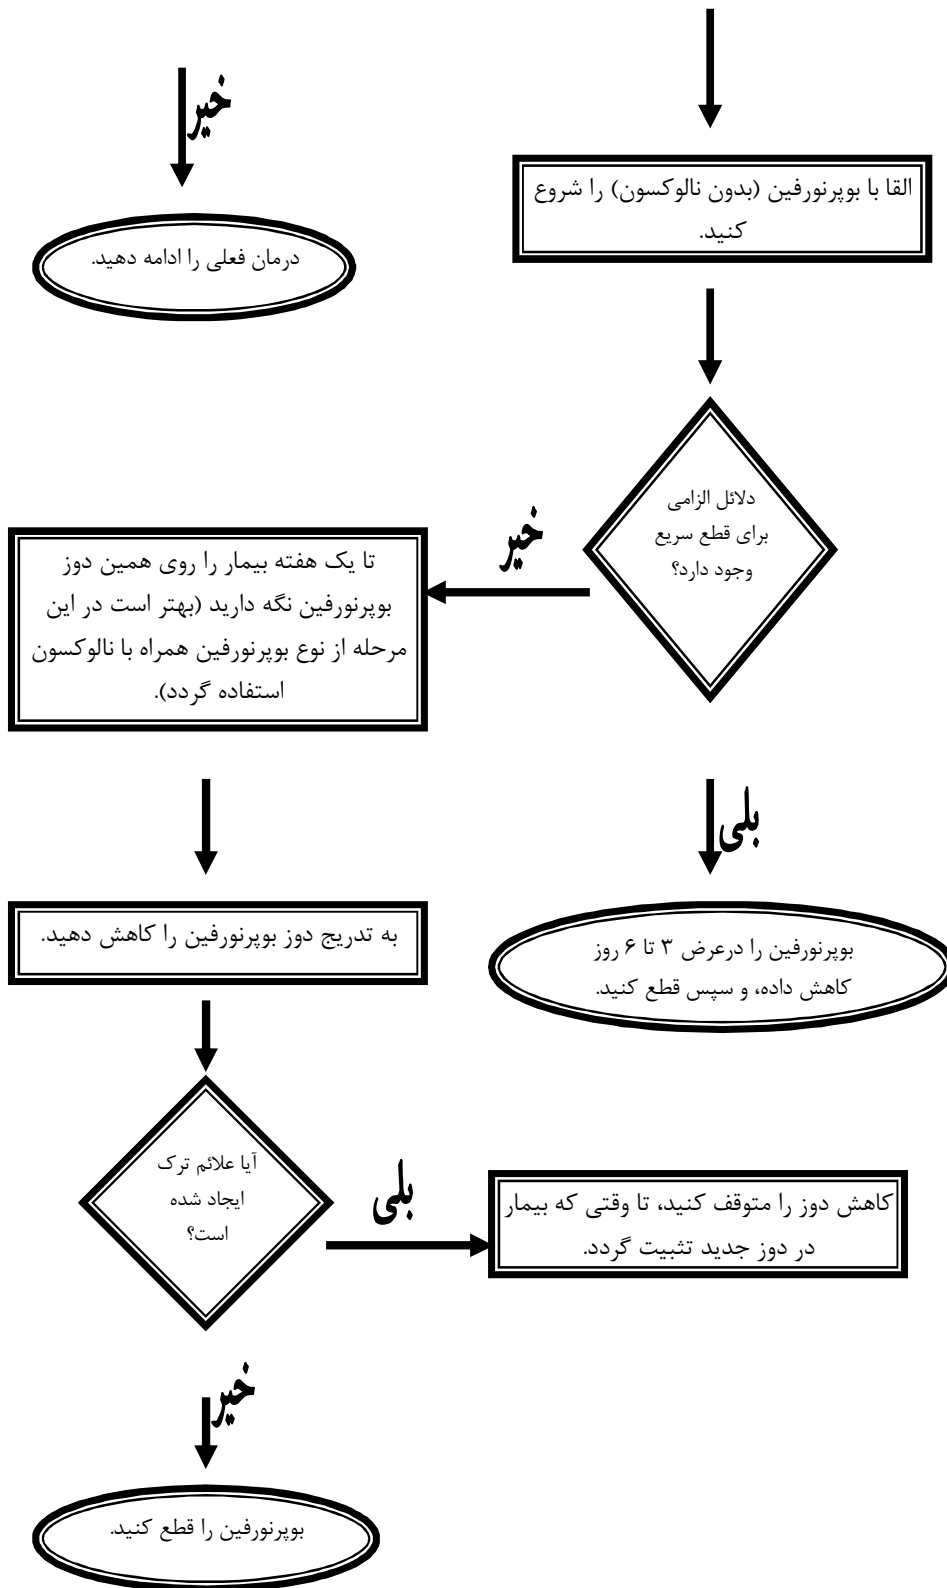 خیر
درمان فعلی را ادامه دهید.
القا با بوپرنورفین (بدون نالوکسون) را شروع
کنید.
دلائل الزامی
برای قطع سریع
وجود دارد؟
خیر
تا یک هفته بیمار را روی همین دوز
بوپرنورفین نگه دارید (بهتر است در این
مرحله از نوع بوپرنورفین همراه با نالوکسون
استفاده گردد).
بلی
بوپرنورفین را درعرض ۳ تا ۶ روز
کاهش داده، و سپس قطع کنید.
به تدریج دوز بوپرنورفین را کاهش دهید.
آیا علائم ترک
ایجاد شده
است؟
بلی
کاهش دوز را متوقف کنید، تا وقتی که بیمار
در دوز جدید تثبیت گردد.
خیر
بوپرنورفین را قطع کنید.